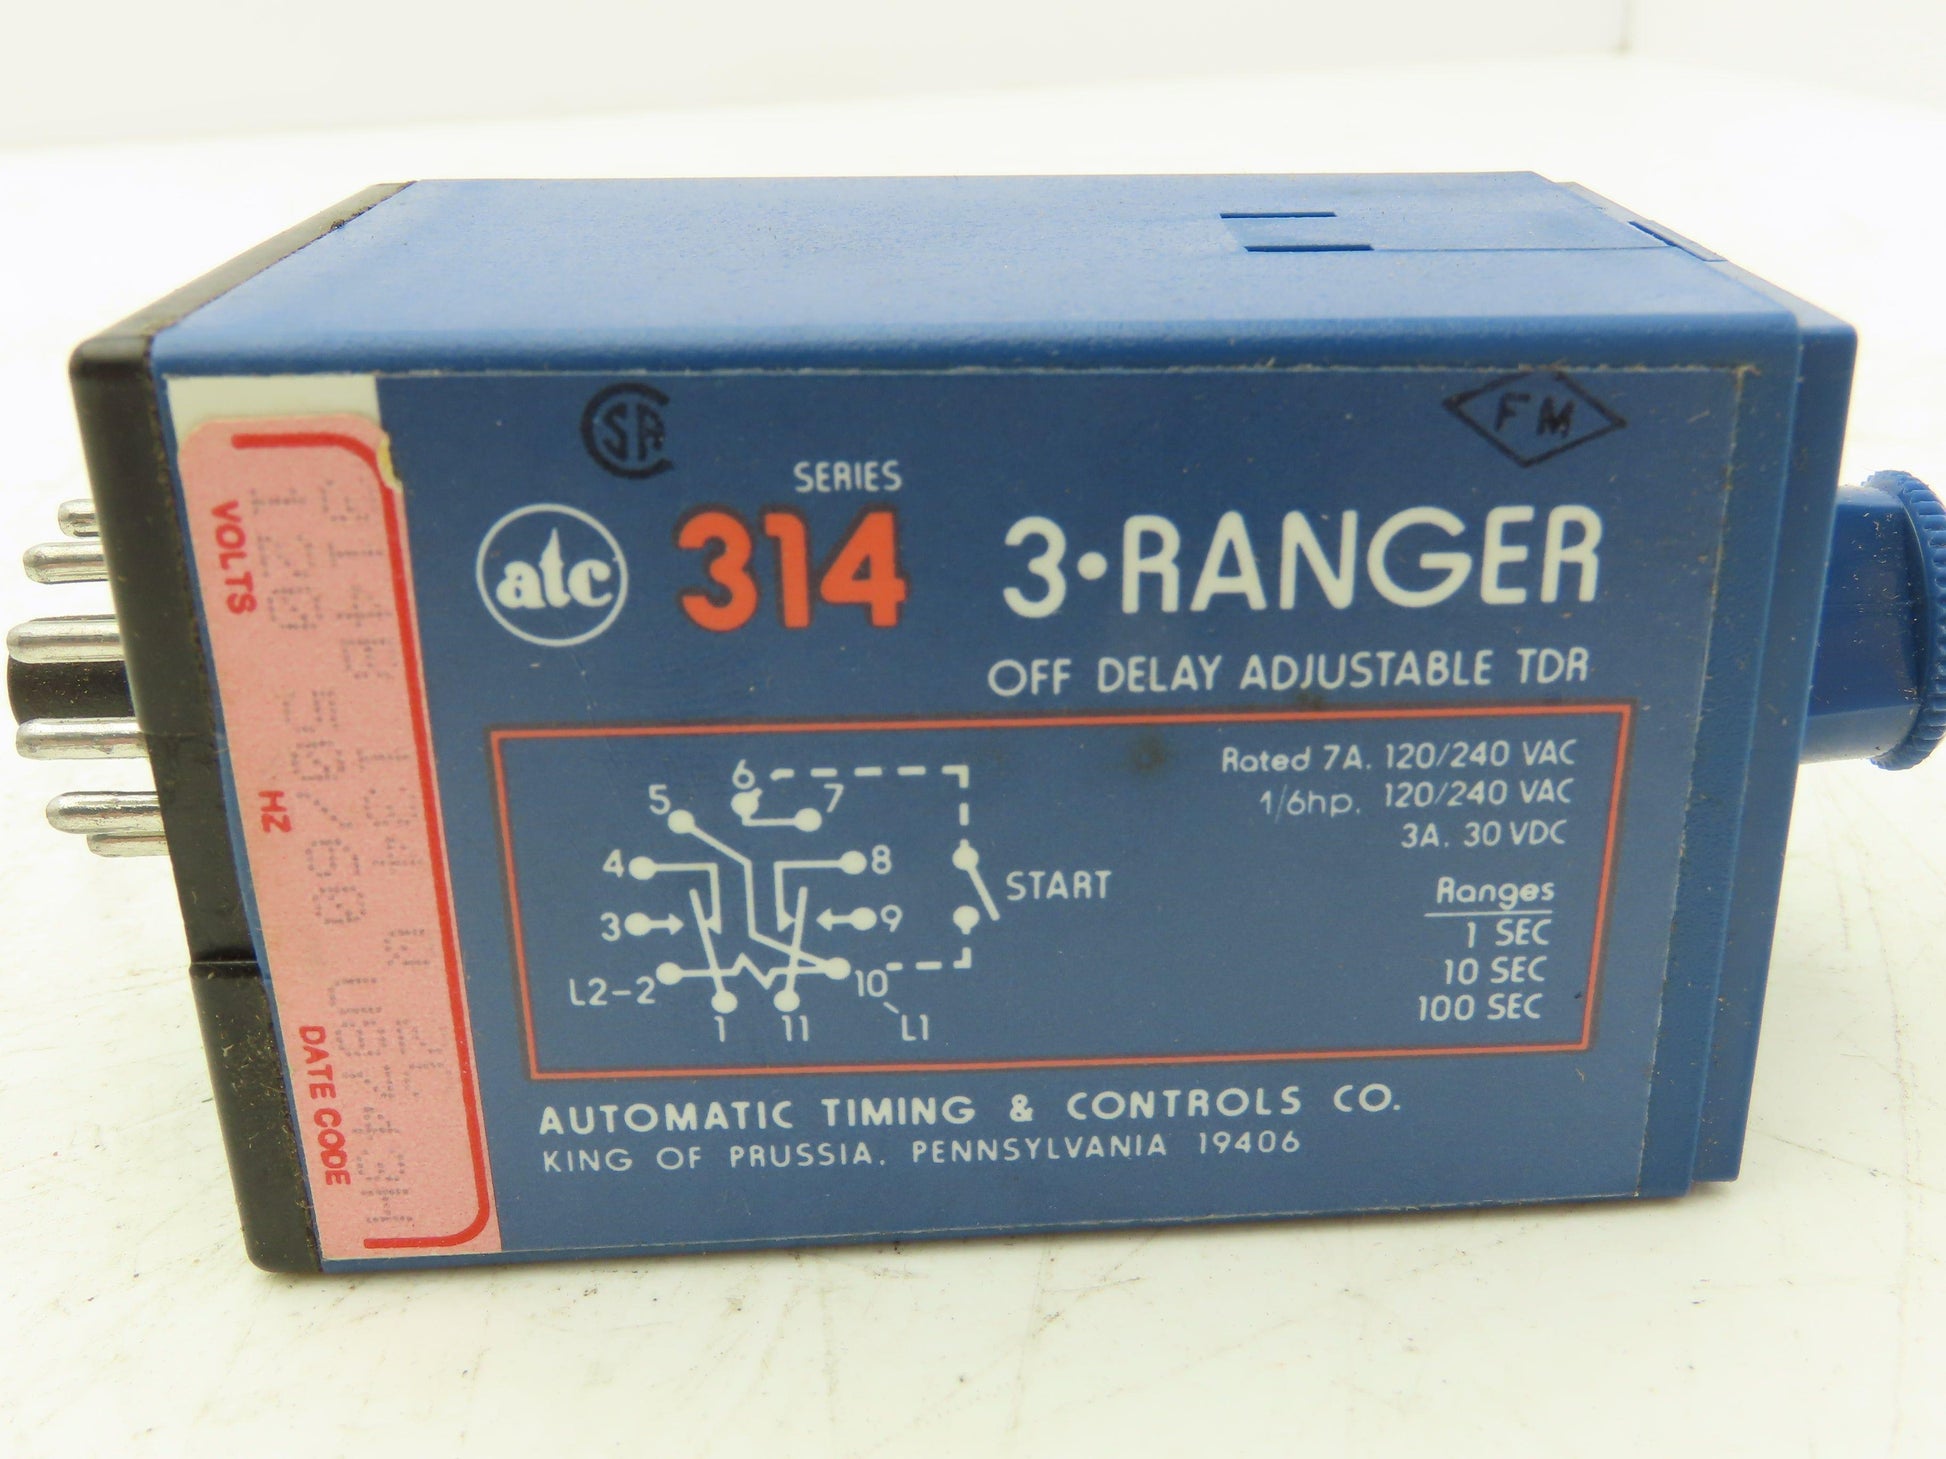 SA
FM
SERIES
atc 314 3·RANGER
OFF DELAY ADJUSTABLE TDR
Rated 7A. 120/240 VAC
1/6hp. 120/240 VAC
3A. 30 VDC
Ranges
1 SEC
10 SEC
100 SEC
6
5 7
4 8
3 9
L2-2 10
1 11 L1
START
AUTOMATIC TIMING & CONTROLS CO.
KING OF PRUSSIA, PENNSYLVANIA 19406
VOLTS
HZ
DATE CODE